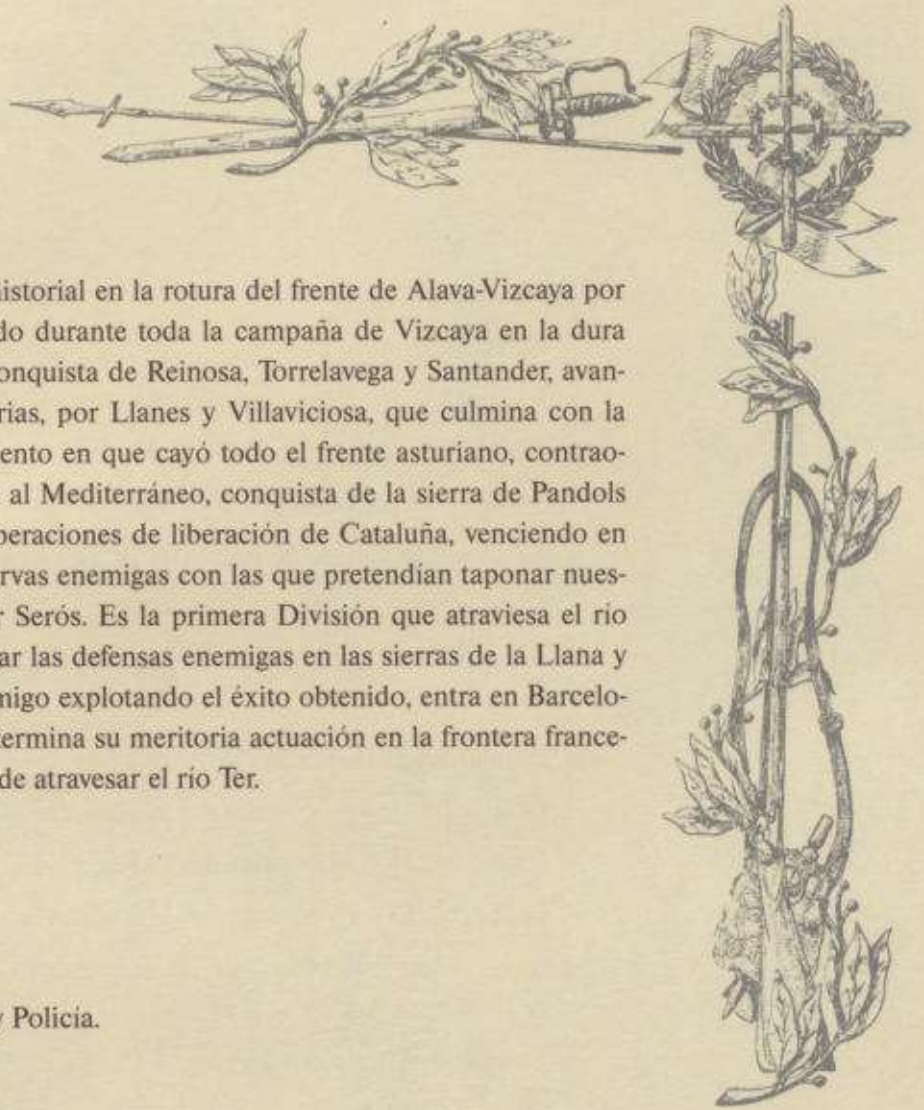 istorial en la rotura del frente de Alava-Vizcaya por
do durante toda la campaña de Vizcaya en la dura
onquista de Reinosa, Torrelavega y Santander, avan-
rias, por Llanes y Villaviciosa, que culmina con la
ento en que cayó todo el frente asturiano, contrao-
al Mediterráneo, conquista de la sierra de Pandols
peraciones de liberación de Cataluña, venciendo en
rvas enemigas con las que pretendían taponar nues-
r Serós. Es la primera División que atraviesa el río
ar las defensas enemigas en las sierras de la Llana y
migo explotando el éxito obtenido, entra en Barcelo-
termina su meritoria actuación en la frontera france-
de atravesar el río Ter.
y Policía.